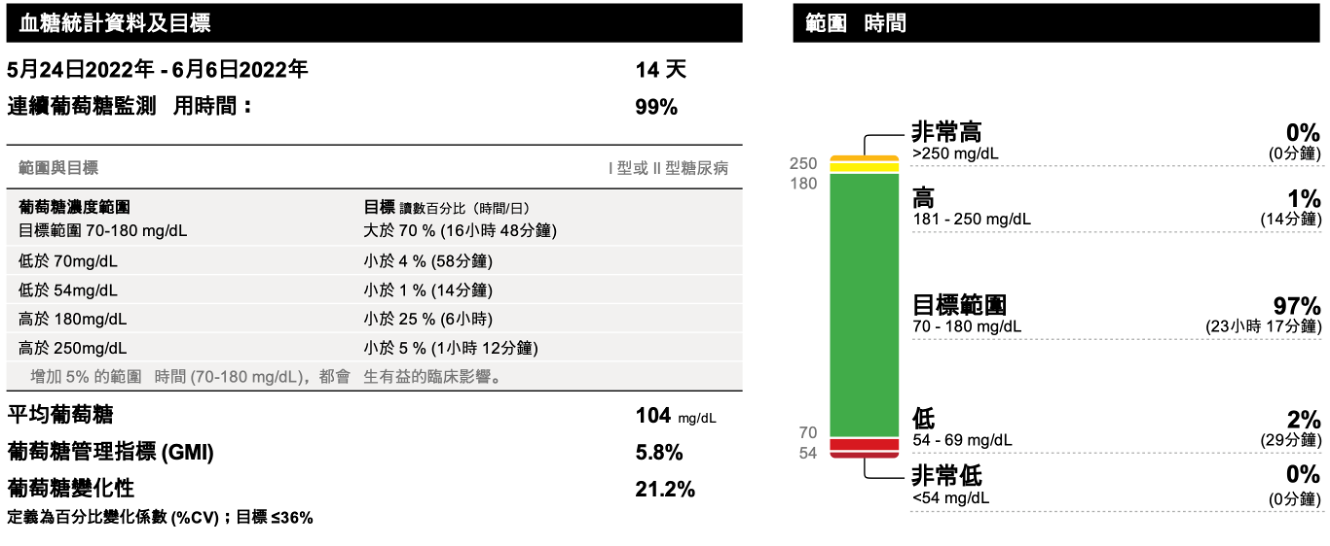 血糖統計資料及目標
5月24日2022年 - 6月6日2022年 14 天
連續葡萄糖監測 用時間： 99%
範圍與目標 I 型或 II 型糖尿病
葡萄糖濃度範圍 目標 讀數百分比（時間/日）
目標範圍 70-180 mg/dL 大於 70 % (16小時 48分鐘)
低於 70mg/dL 小於 4 % (58分鐘)
低於 54mg/dL 小於 1 % (14分鐘)
高於 180mg/dL 小於 25 % (6小時)
高於 250mg/dL 小於 5 % (1小時 12分鐘)
增加 5% 的範圍 時間 (70-180 mg/dL)，都會 生有益的臨床影響。
平均葡萄糖 104 mg/dL
葡萄糖管理指標 (GMI) 5.8%
葡萄糖變化性 21.2%
定義為百分比變化係數 (%CV)；目標 ≤36%
範圍 時間
250
180
70
54
非常高 0%
>250 mg/dL (0分鐘)
高 1%
181 - 250 mg/dL (14分鐘)
目標範圍 97%
70 - 180 mg/dL (23小時 17分鐘)
低 2%
54 - 69 mg/dL (29分鐘)
非常低 0%
<54 mg/dL (0分鐘)